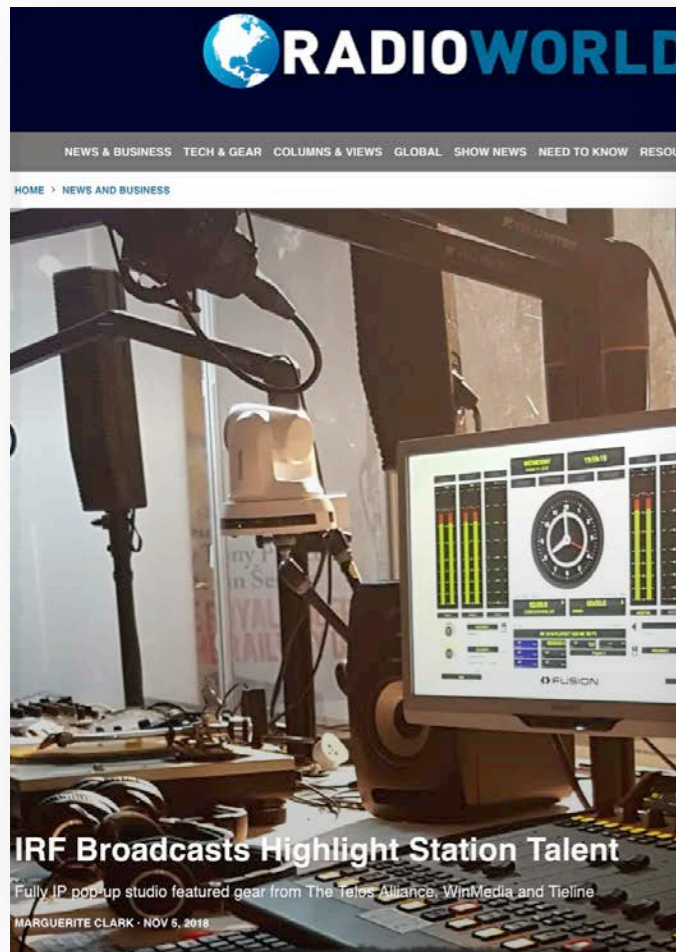 RADIOWORLD
NEWS & BUSINESS TECH & GEAR COLUMNS & VIEWS GLOBAL SHOW NEWS NEED TO KNOW RESOU
HOME > NEWS AND BUSINESS
WEDNESDAY
FUSION
IRF Broadcasts Highlight Station Talent
Fully IP pop-up studio featured gear from The Telos Alliance, WinMedia and Tieline
MARGUERITE CLARK · NOV 5, 2018